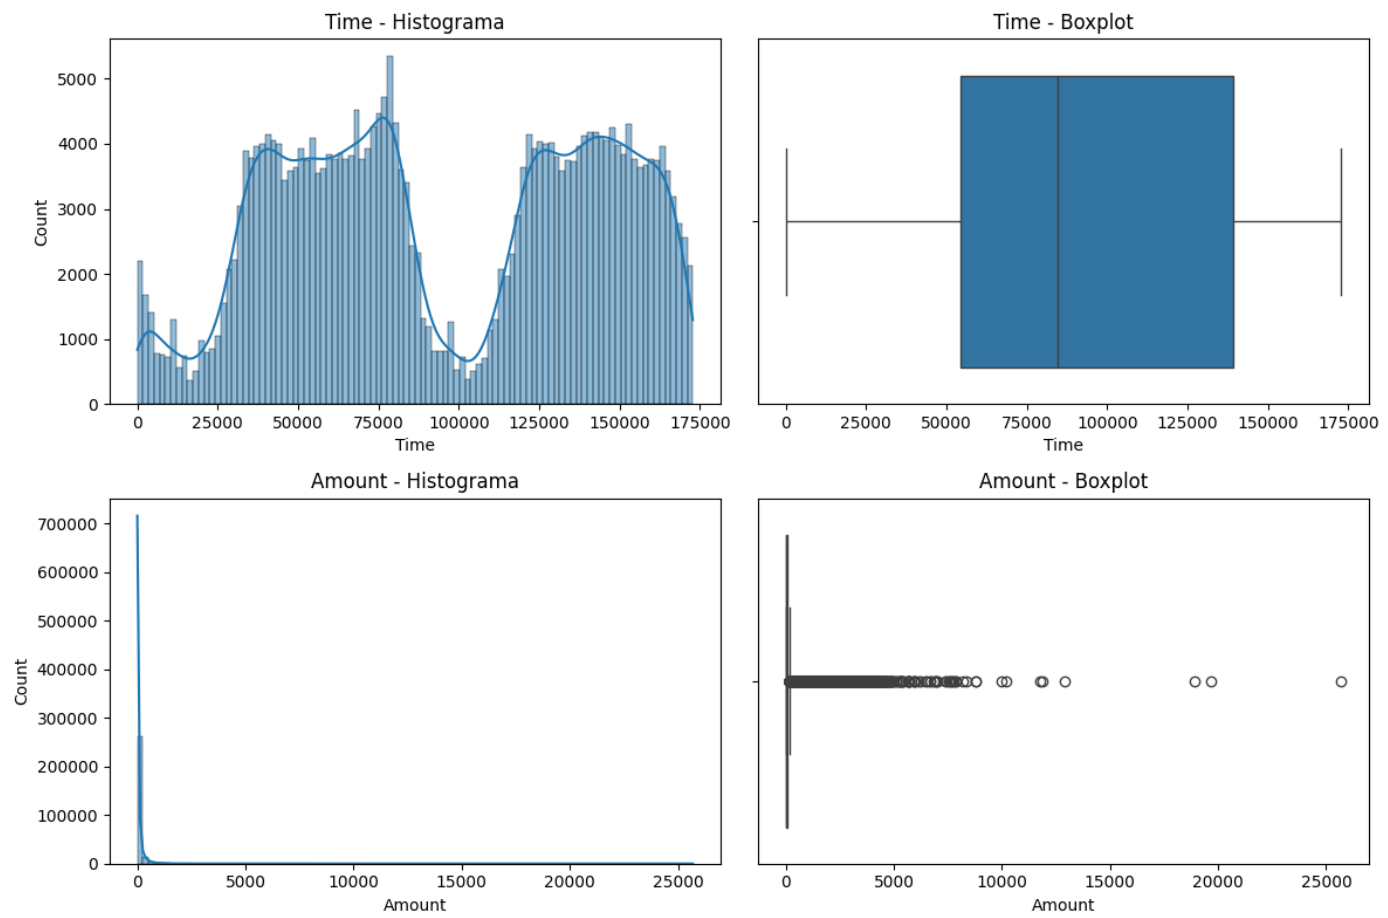 Time - Histograma
Time - Boxplot
5000
4000
3000
2000
1000
0
Count
0 25000 50000 75000 100000 125000 150000 175000
Time
0 25000 50000 75000 100000 125000 150000 175000
Time
Amount - Histograma
Amount - Boxplot
700000
600000
500000
400000
300000
200000
100000
0
Count
0 5000 10000 15000 20000 25000
Amount
0 5000 10000 15000 20000 25000
Amount